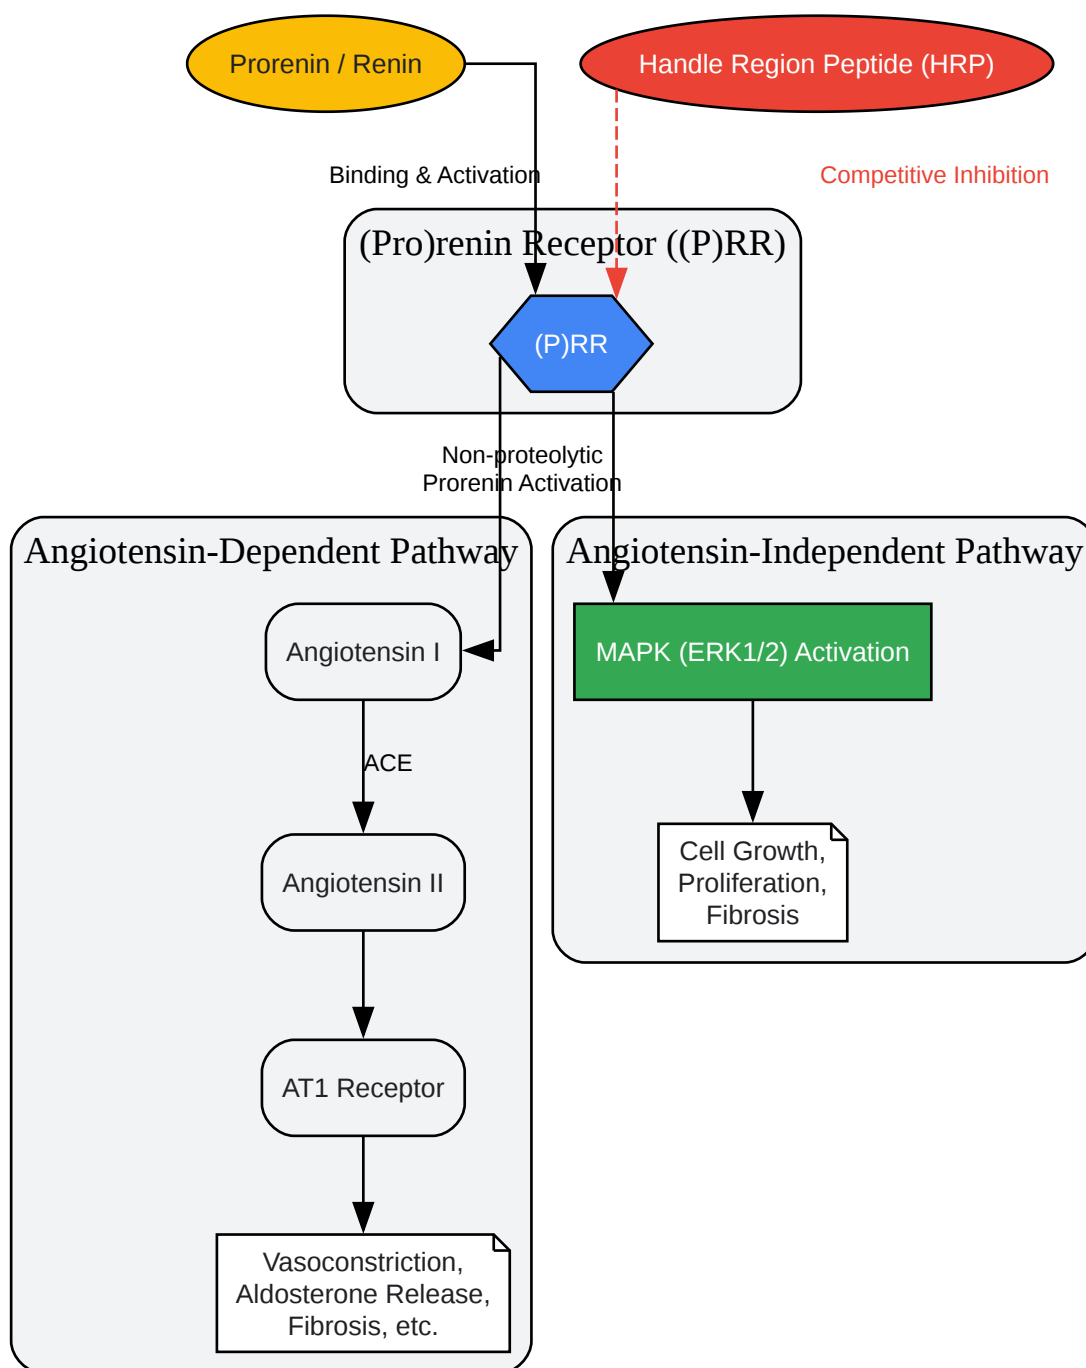 Prorenin / Renin
Handle Region Peptide (HRP)
Binding & Activation
Competitive Inhibition
(Pro)renin Receptor ((P)RR)
(P)RR
Non-proteolytic
Prorenin Activation
Angiotensin-Dependent Pathway
Angiotensin-Independent Pathway
Angiotensin I
MAPK (ERK1/2) Activation
ACE
Cell Growth,
Proliferation,
Fibrosis
Angiotensin II
AT1 Receptor
Vasoconstriction,
Aldosterone Release,
Fibrosis, etc.